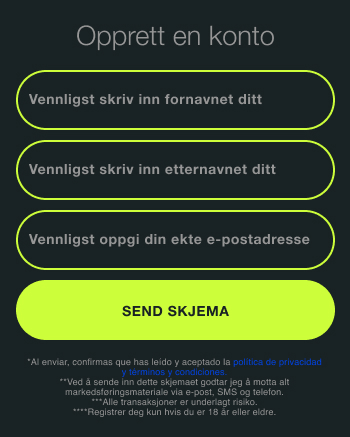 Opprett en konto
Vennligst skriv inn fornavnet ditt
Vennligst skriv inn etternavnet ditt
Vennligst oppgi din ekte e-postadresse
SEND SKJEMA
*Al enviar, confirmas que has leído y aceptado la política de privacidad
y términos y condiciones
**Ved å sende inn dette skjemaet godtar jeg å motta alt
markedsføringsmateriale via e-post, SMS og telefon.
***Alle transaksjoner er underlagt risiko.
****Registrer deg kun hvis du er 18 år eller eldre.